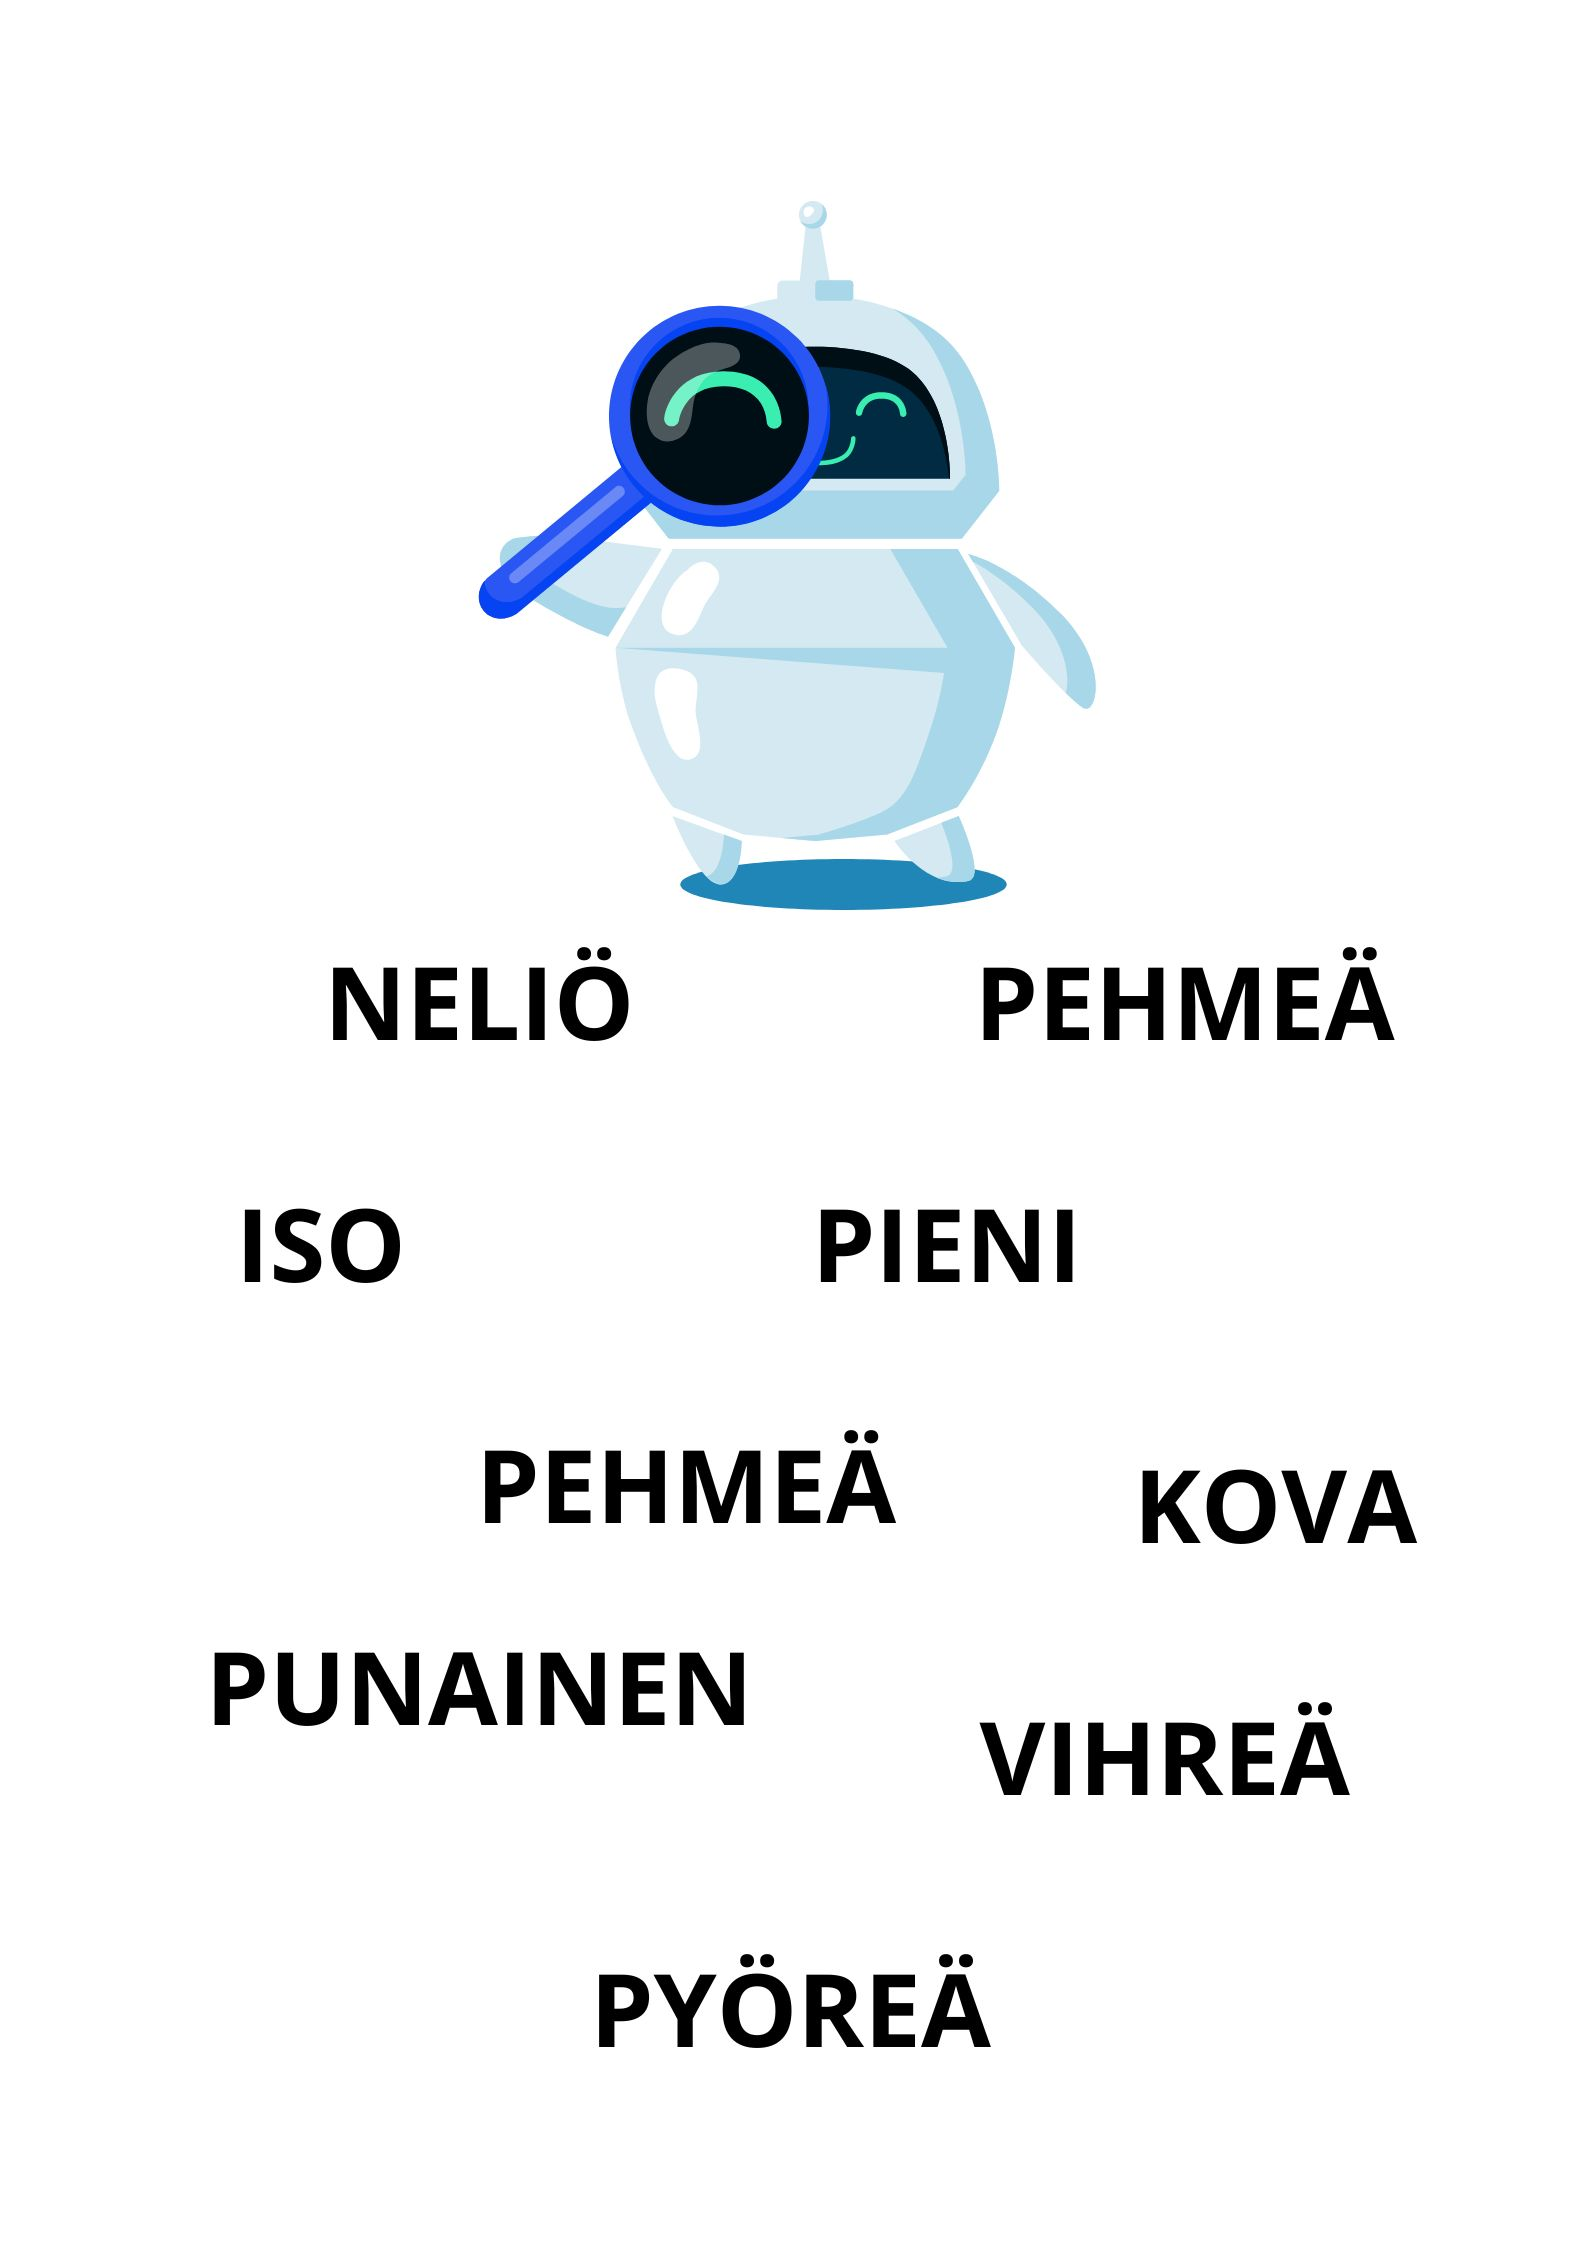 NELIÖ PEHMEÄ
ISO PIENI
PEHMEÄ KOVA
PUNAINEN
VIHREÄ
PYÖREÄ